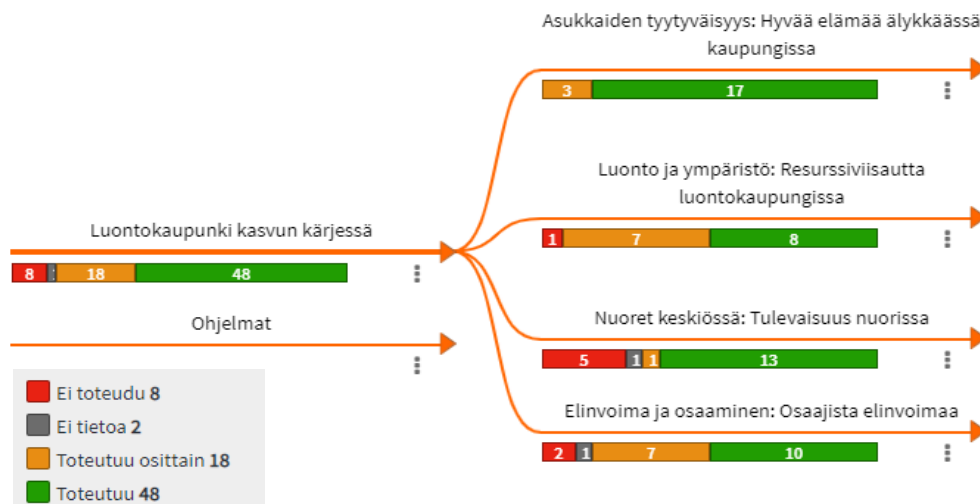 Asukkaiden tyytyväisyys: Hyvää elämää älykkäässä
kaupungissa
3 17
Luonto ja ympäristö: Resurssiviisautta
luontokaupungissa
1 7 8
Luontokaupunki kasvun kärjessä
8 18 48
Ohjelmat
Nuoret keskiössä: Tulevaisuus nuorissa
5 1 1 13
Elinvoima ja osaaminen: Osaajista elinvoimaa
2 1 7 10
Ei toteudu 8
Ei tietoa 2
Toteutuu osittain 18
Toteutuu 48